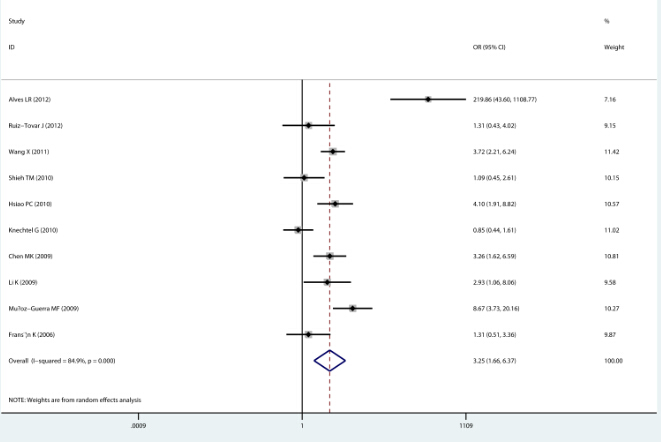 Study %
ID OR (95% CI) Weight
Alves LR (2012) 219.86 (43.60, 1108.77) 7.16
Ruiz-Tovar J (2012) 1.31 (0.43, 4.02) 9.15
Wang X (2011) 3.72 (2.21, 6.24) 11.42
Shieh TM (2010) 1.09 (0.45, 2.61) 10.15
Hsiao PC (2010) 4.10 (1.91, 8.82) 10.57
Knechtel G (2010) 0.85 (0.44, 1.61) 11.02
Chen MK (2009) 3.26 (1.62, 6.59) 10.81
Li K (2009) 2.93 (1.06, 8.06) 9.58
Mu?oz-Guerra MF (2009) 8.67 (3.73, 20.16) 10.27
K (2006) 1.31 (0.51, 3.36) 9.87
Overall (I-squared = 84.9%, p = 0.000) 3.25 (1.66, 6.37) 100.00
NOTE: Weights are from random effects analysis
.0009 1 1109